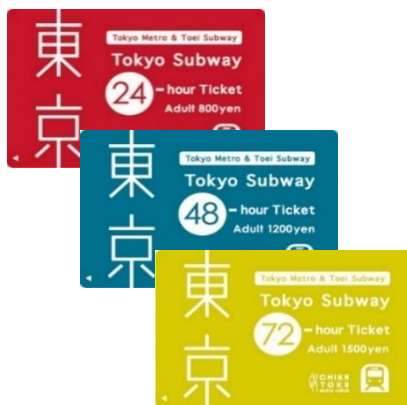 東京
Tokyo Metro & Toei Subway
Tokyo Subway
24-hour Ticket
Adult 800yen
東京
Tokyo Metro & Toei Subway
Tokyo Subway
48-hour Ticket
Adult 1200yen
東京
Tokyo Metro & Toei Subway
Tokyo Subway
72-hour Ticket
Adult 1500yen
CHIKA
TOKU